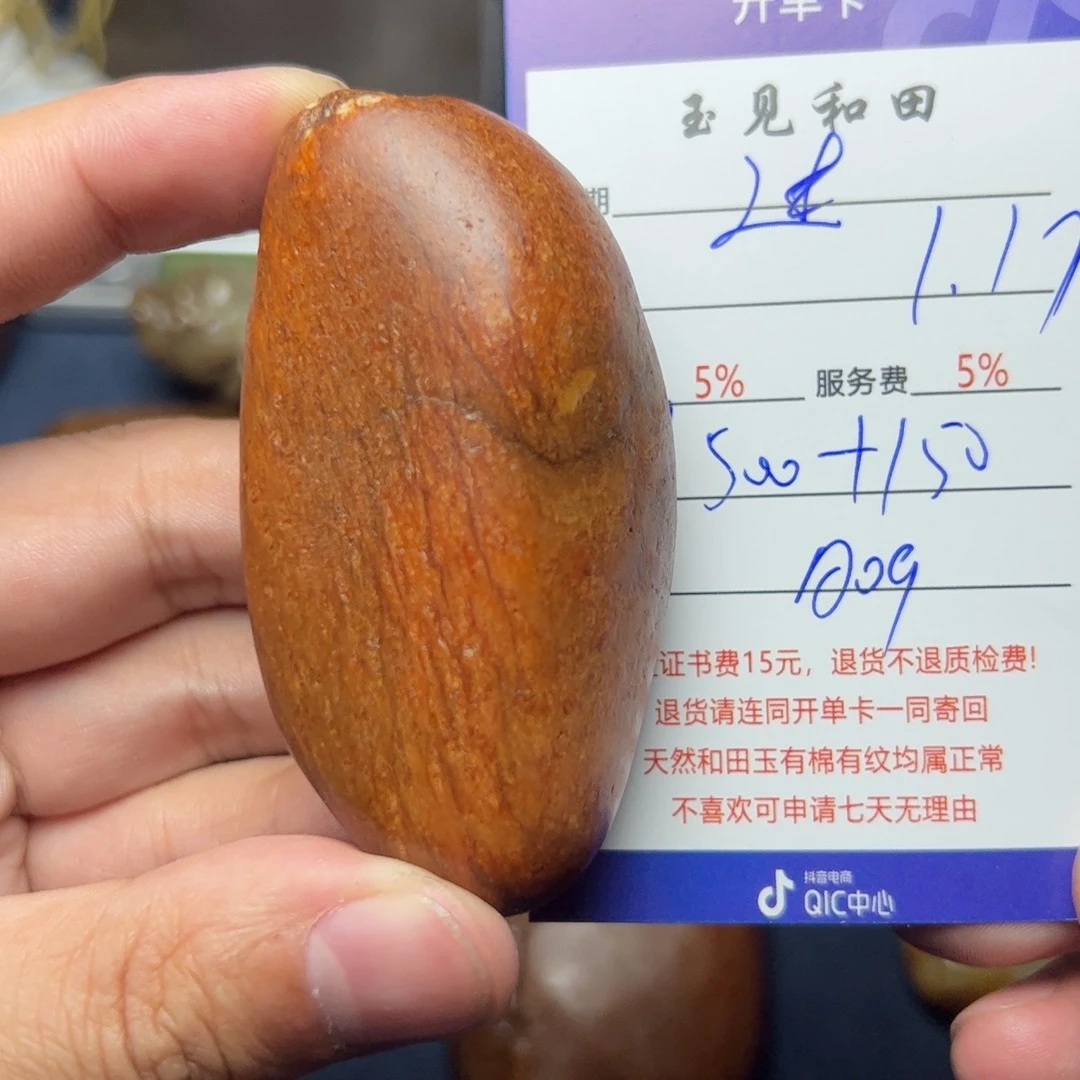 开单卡
玉见和田
期
1.17
5% 服务费 5%
500+150
证书费15元，退货不退质检费！
退货请连同开单卡一同寄回
天然和田玉有棉有纹均属正常
不喜欢可申请七天无理由
抖音电商
QIC中心